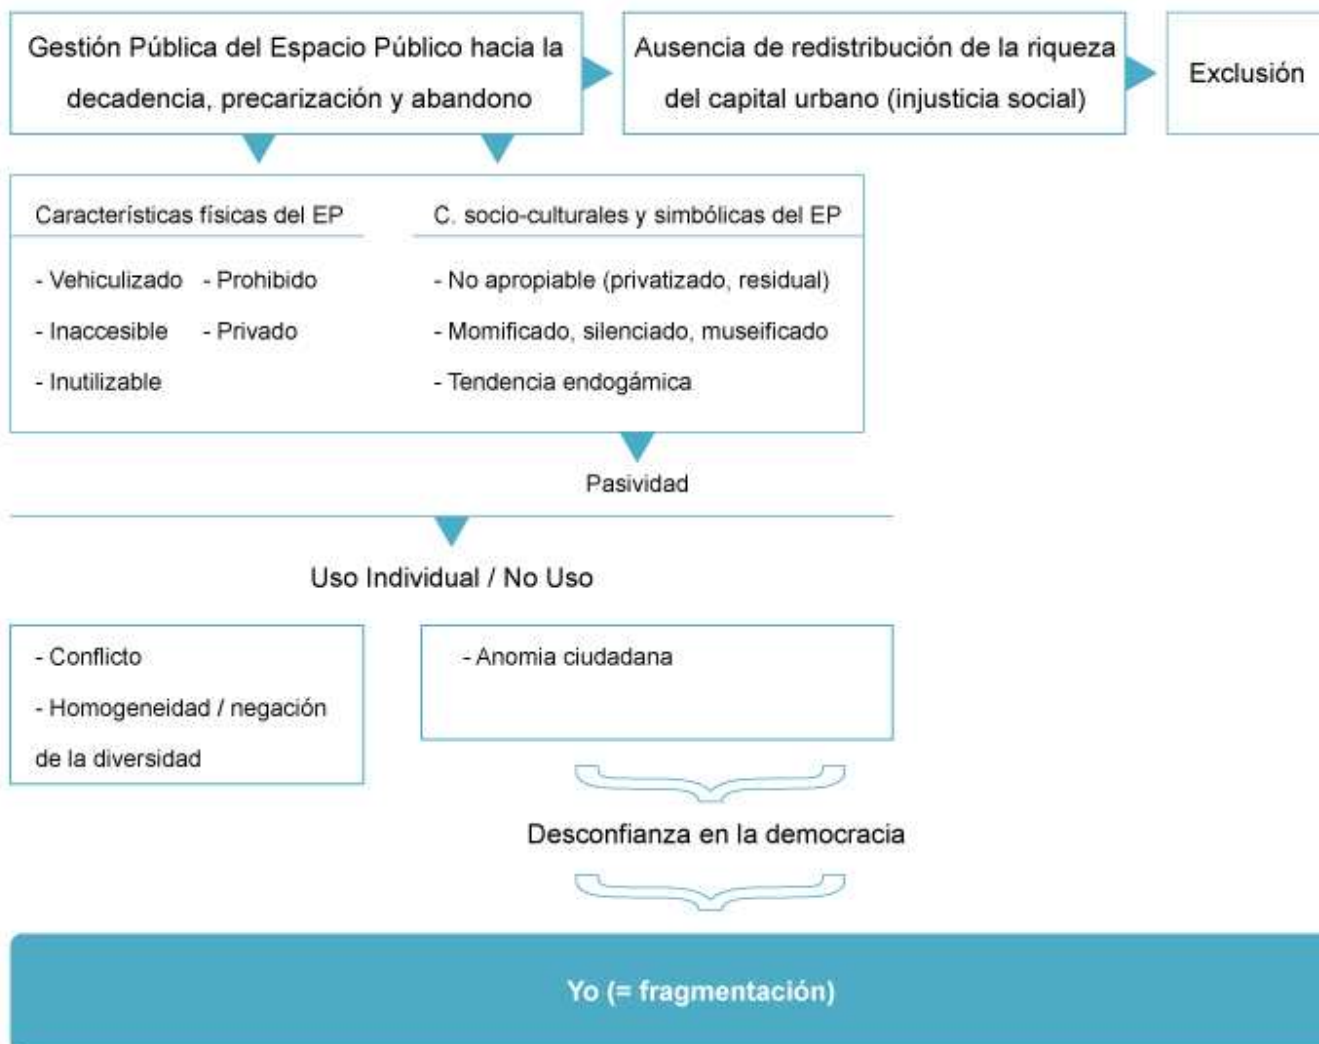 Gestión Pública del Espacio Público hacia la
decadencia, precarización y abandono
Ausencia de redistribución de la riqueza
del capital urbano (injusticia social)
Exclusión
Características físicas del EP
- Vehiculizado - Prohibido
- Inaccesible - Privado
- Inutilizable
C. socio-culturales y simbólicas del EP
- No apropiable (privatizado, residual)
- Momificado, silenciado, museificado
- Tendencia endogámica
Pasividad
Uso Individual / No Uso
- Conflicto
- Homogeneidad / negación
de la diversidad
- Anomia ciudadana
Desconfianza en la democracia
Yo (= fragmentación)